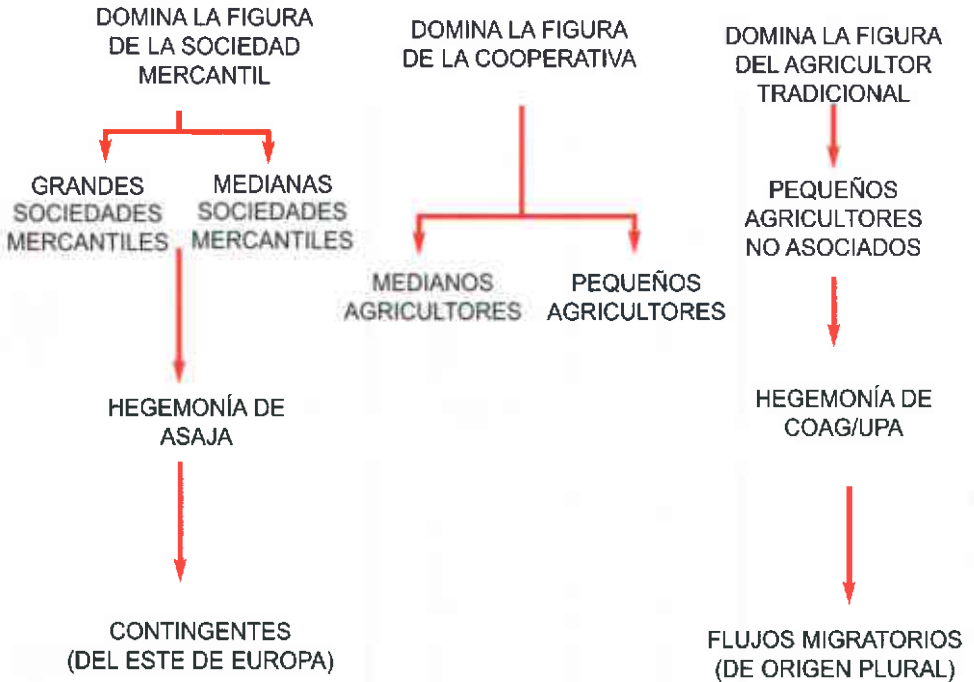 DOMINA LA FIGURA
DE LA SOCIEDAD
MERCANTIL
GRANDES
SOCIEDADES
MERCANTILES
MEDIANAS
SOCIEDADES
MERCANTILES
HEGEMONÍA DE
ASAJA
CONTINGENTES
(DEL ESTE DE EUROPA)
DOMINA LA FIGURA
DE LA COOPERATIVA
MEDIANOS
AGRICULTORES
PEQUEÑOS
AGRICULTORES
DOMINA LA FIGURA
DEL AGRICULTOR
TRADICIONAL
PEQUEÑOS
AGRICULTORES
NO ASOCIADOS
HEGEMONÍA DE
COAG/UPA
FLUJOS MIGRATORIOS
(DE ORIGEN PLURAL)